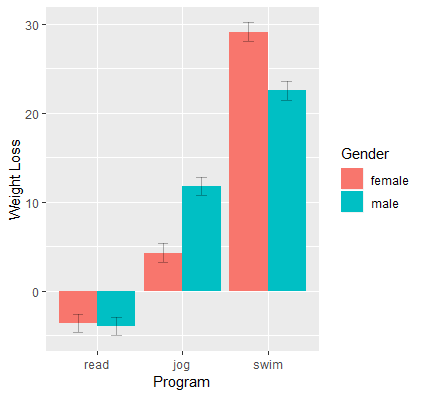 30
20
10
0
Weight Loss
read jog swim
Program
Gender
female
male